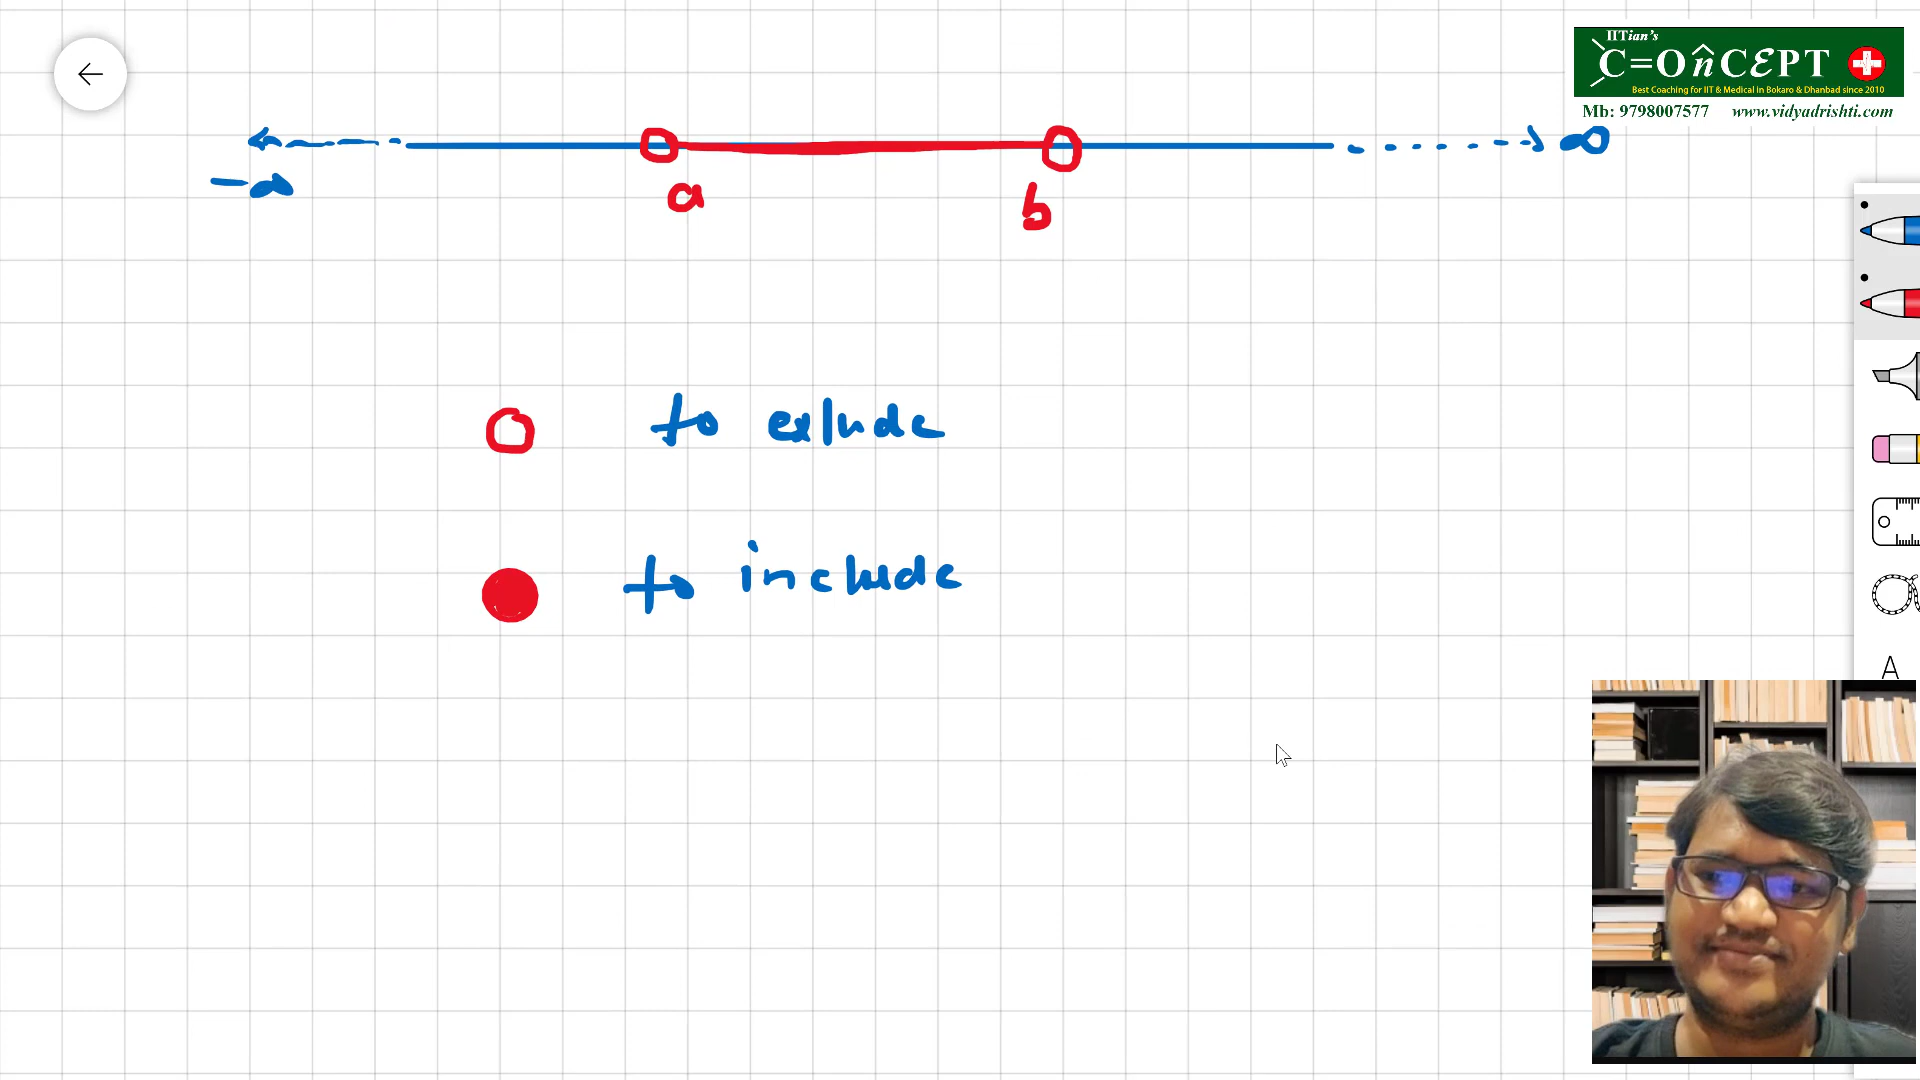 IITian's
C=OnCEPT
Best Coaching for IIT & Medical in Bokaro & Dhanbad since 2010
Mb: 9798007577 www.vidyadrishti.com
∞
-∞
a
b
to exlude
to include
A